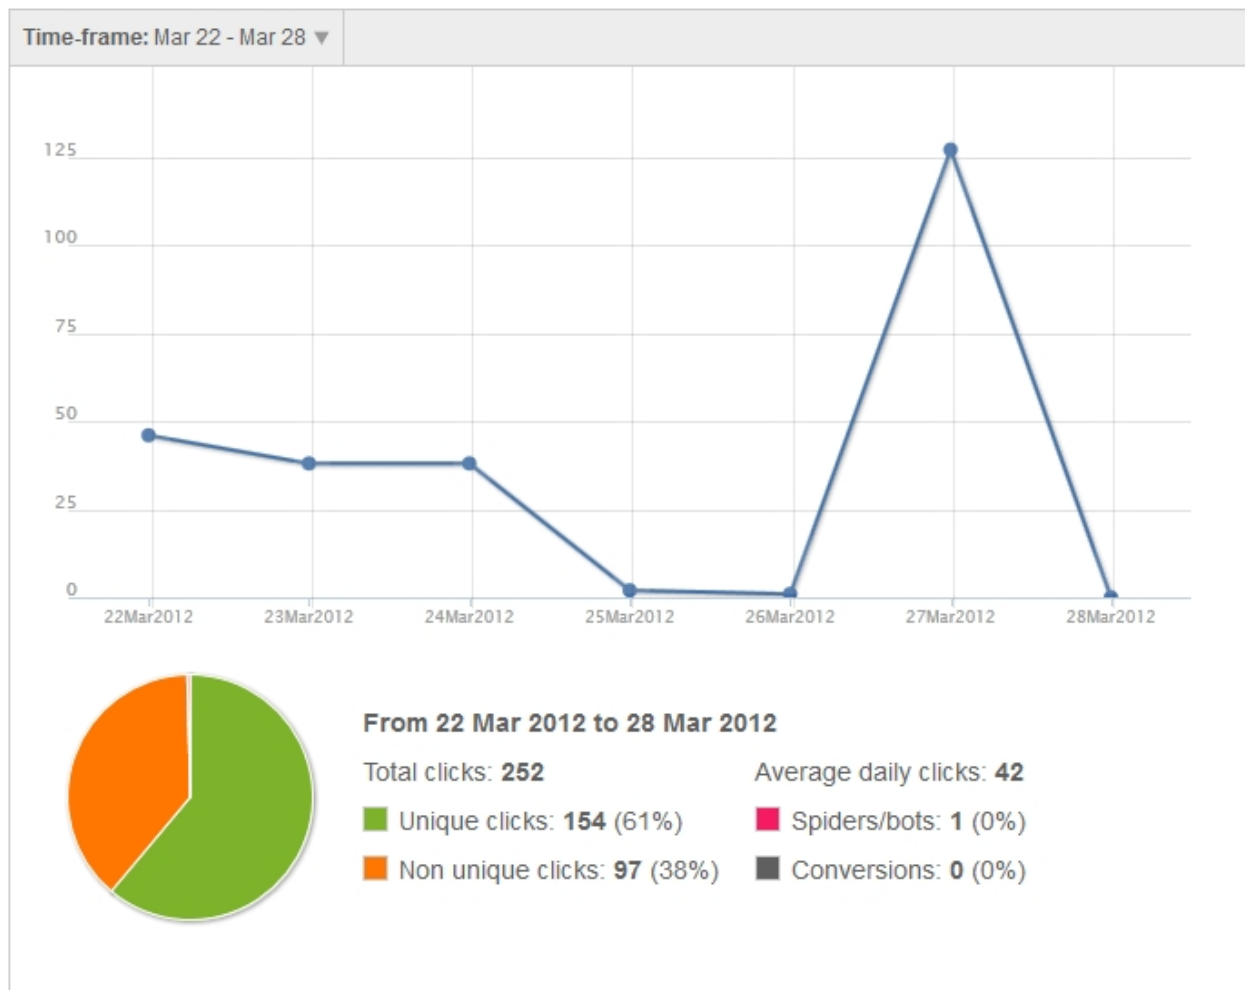 Time-frame: Mar 22 - Mar 28 ▼
125
100
75
50
25
0
22Mar2012 23Mar2012 24Mar2012 25Mar2012 26Mar2012 27Mar2012 28Mar2012
From 22 Mar 2012 to 28 Mar 2012
Total clicks: 252 Average daily clicks: 42
Unique clicks: 154 (61%) Spiders/bots: 1 (0%)
Non unique clicks: 97 (38%) Conversions: 0 (0%)